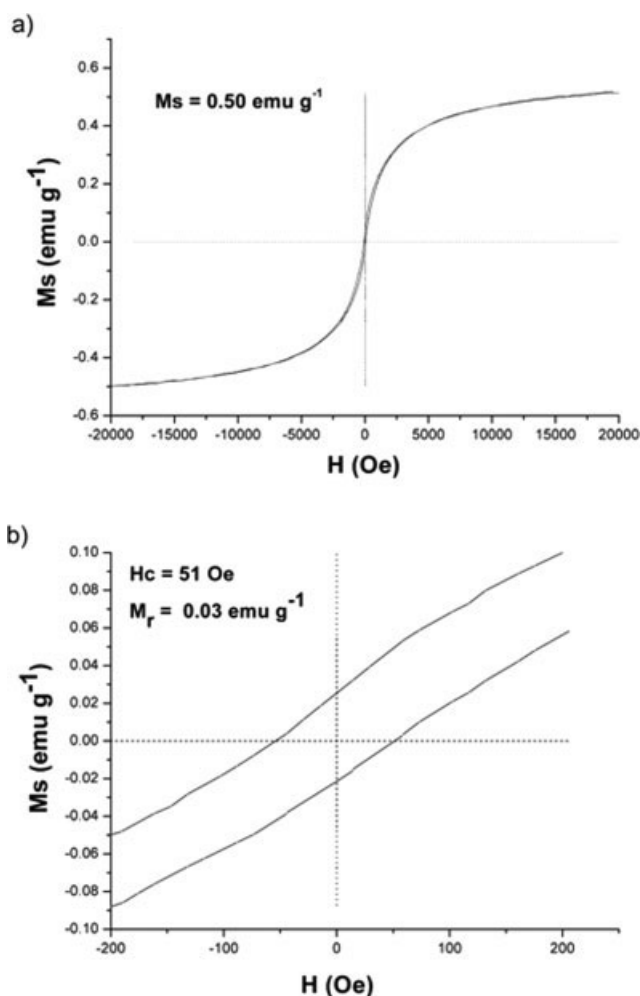 a)
Ms = 0.50 emu g⁻¹
Ms (emu g⁻¹)
0.6
0.4
0.2
0.0
-0.2
-0.4
-0.6
-20000 -15000 -10000 -5000 0 5000 10000 15000 20000
H (Oe)
b)
Hc = 51 Oe
Mr = 0.03 emu g⁻¹
Ms (emu g⁻¹)
0.10
0.08
0.06
0.04
0.02
0.00
-0.02
-0.04
-0.06
-0.08
-0.10
-200 -100 0 100 200
H (Oe)